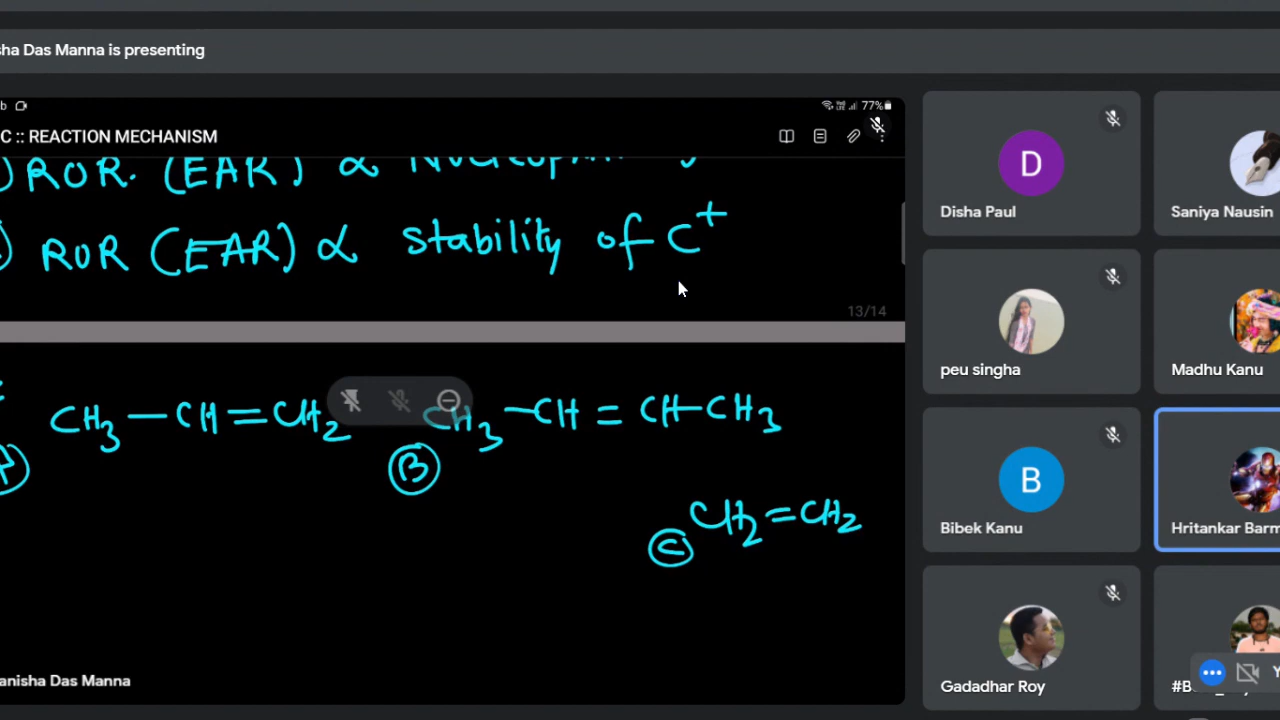 sha Das Manna is presenting
b
77%
C :: REACTION MECHANISM
ROR. (EAR) ∝
ROR (EAR) ∝ stability of C⁺
13/14
CH₃—CH=CH₂
CH₃—CH=CH-CH₃
B
CH₂=CH₂
C
anisha Das Manna
D
Disha Paul
Saniya Nausin
peu singha
Madhu Kanu
B
Bibek Kanu
Hritankar Barm
Gadadhar Roy